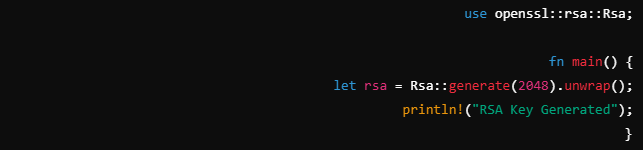 use openssl::rsa::Rsa;
fn main() {
let rsa = Rsa::generate(2048).unwrap();
println!("RSA Key Generated");
}